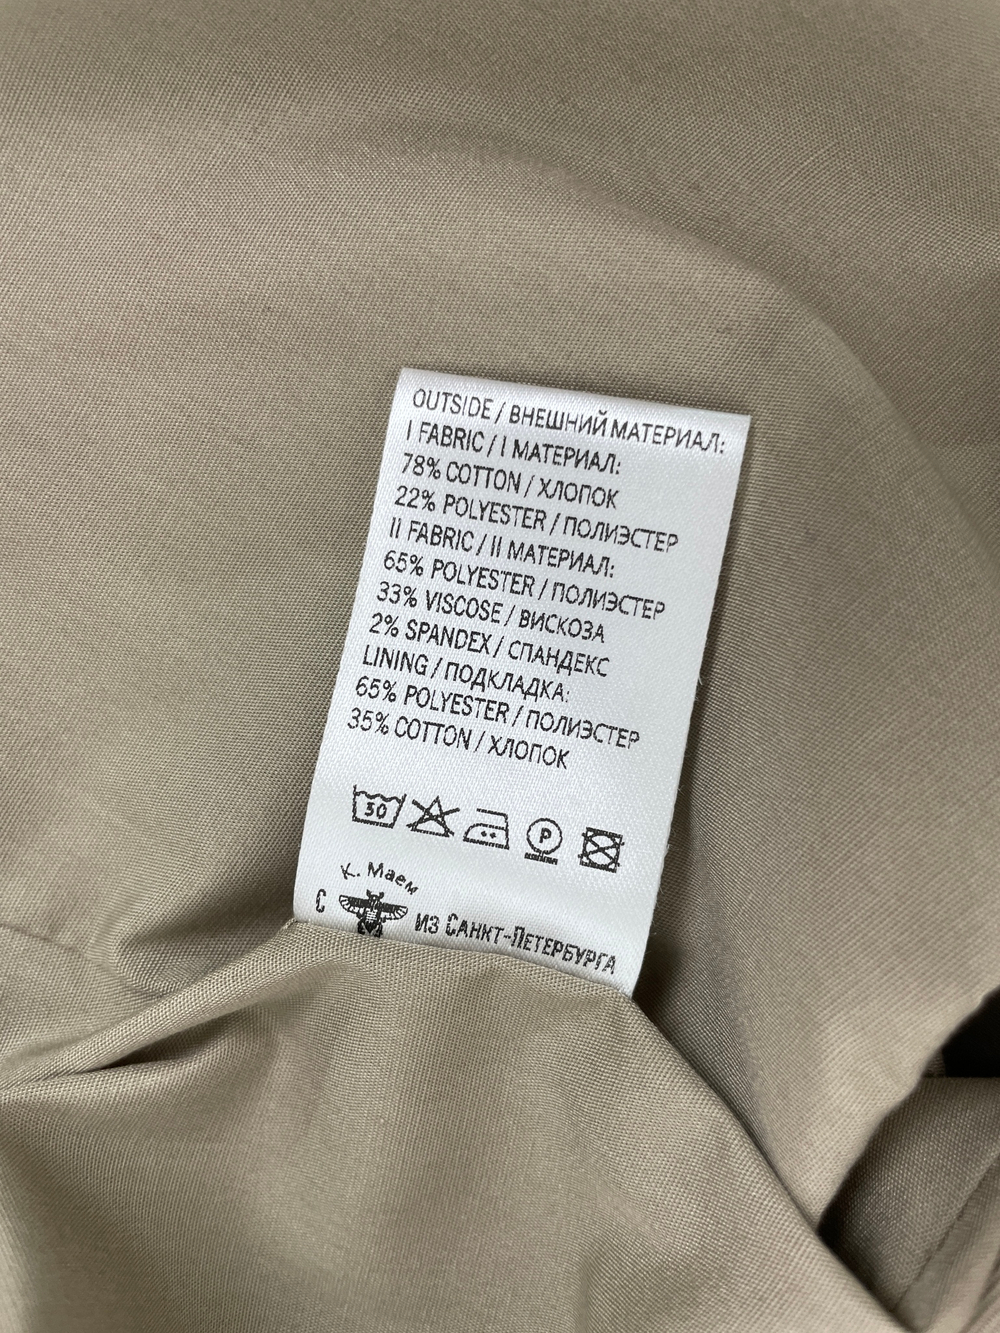 OUTSIDE / ВНЕШНИЙ МАТЕРИАЛ:
I FABRIC / I МАТЕРИАЛ:
78% COTTON / ХЛОПОК
22% POLYESTER / ПОЛИЭСТЕР
II FABRIC / II МАТЕРИАЛ:
65% POLYESTER / ПОЛИЭСТЕР
33% VISCOSE / ВИСКОЗА
2% SPANDEX / СПАНДЕКС
LINING / ПОДКЛАДКА:
65% POLYESTER / ПОЛИЭСТЕР
35% COTTON / ХЛОПОК
30 P
К. Маем
С ИЗ САНКТ-ПЕТЕРБУРГА